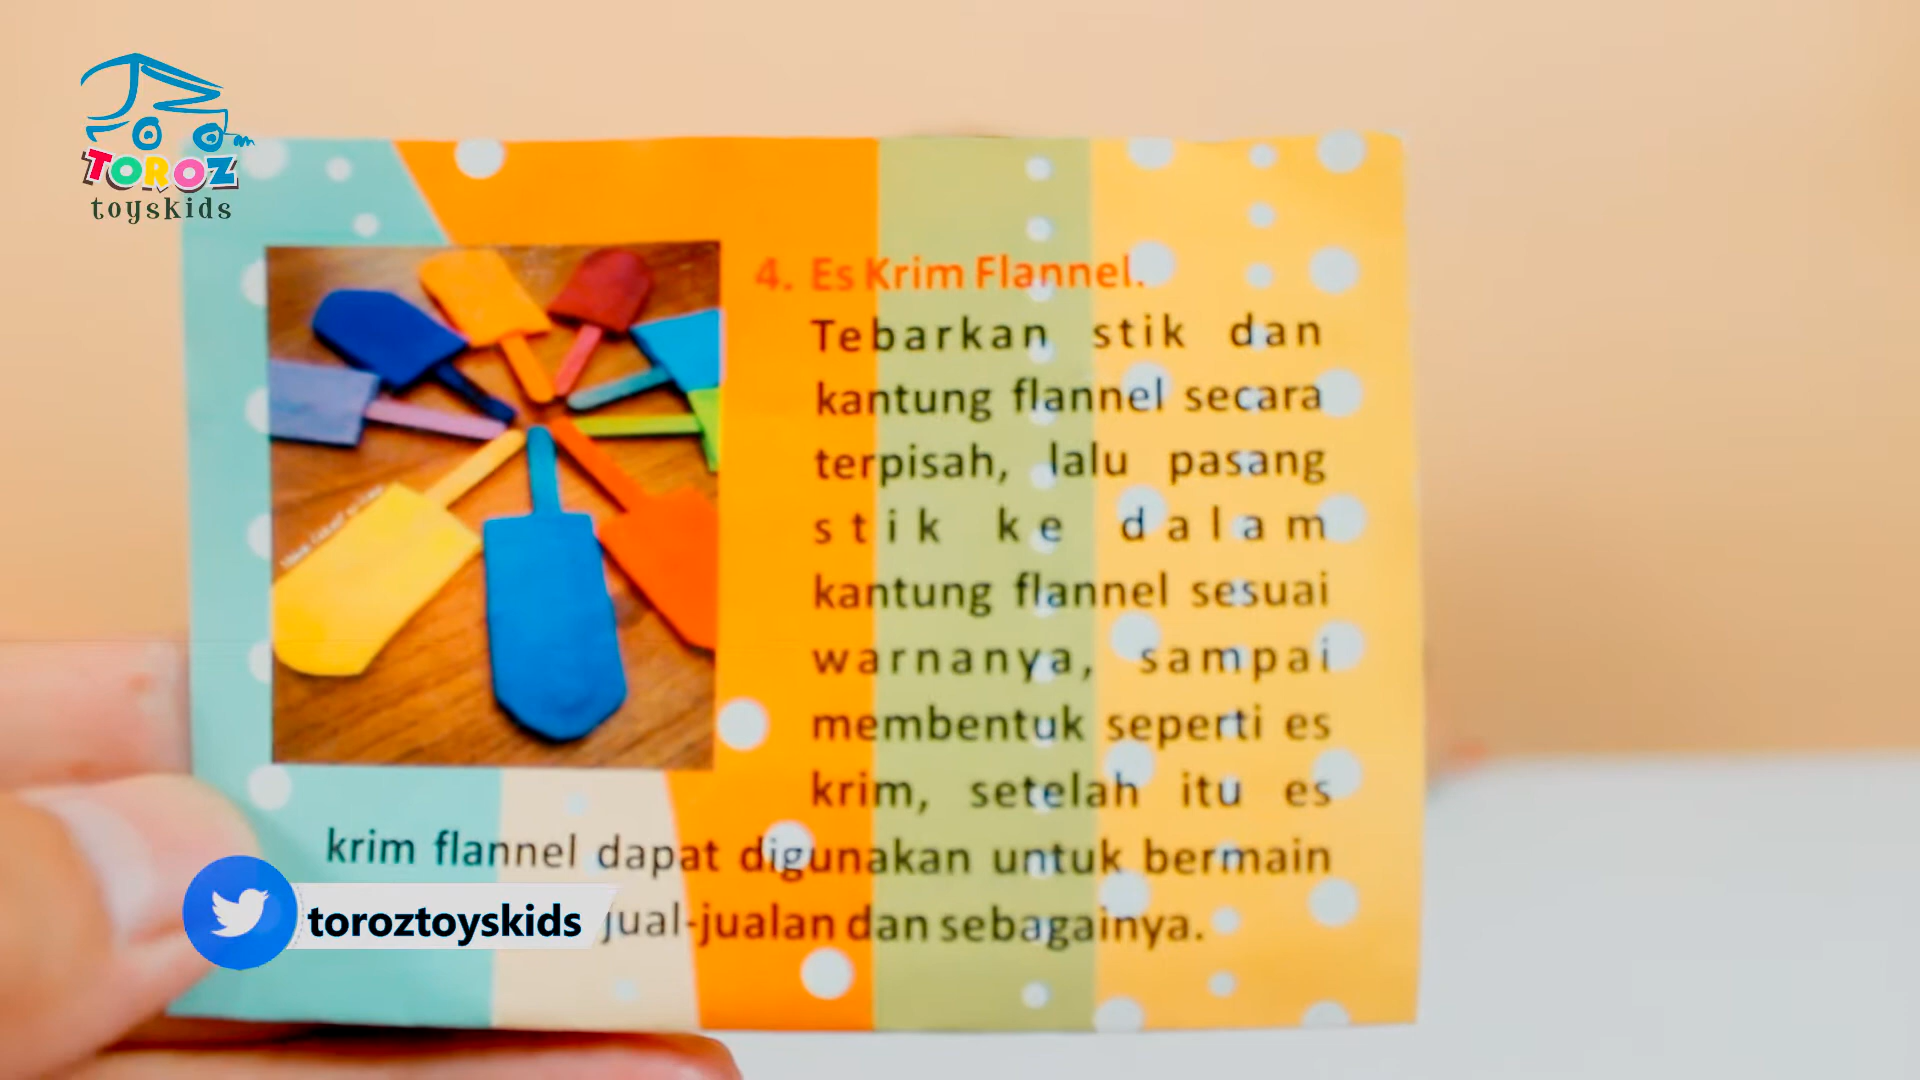 TOROZ
toyskids
4. Es Krim Flannel.
Tebarkan stik dan
kantung flannel secara
terpisah, lalu pasang
stik ke dalam
kantung flannel sesuai
warnanya, sampai
membentuk seperti es
krim, setelah itu es
krim flannel dapat digunakan untuk bermain
toroztoyskids
jual-jualan dan sebagainya.